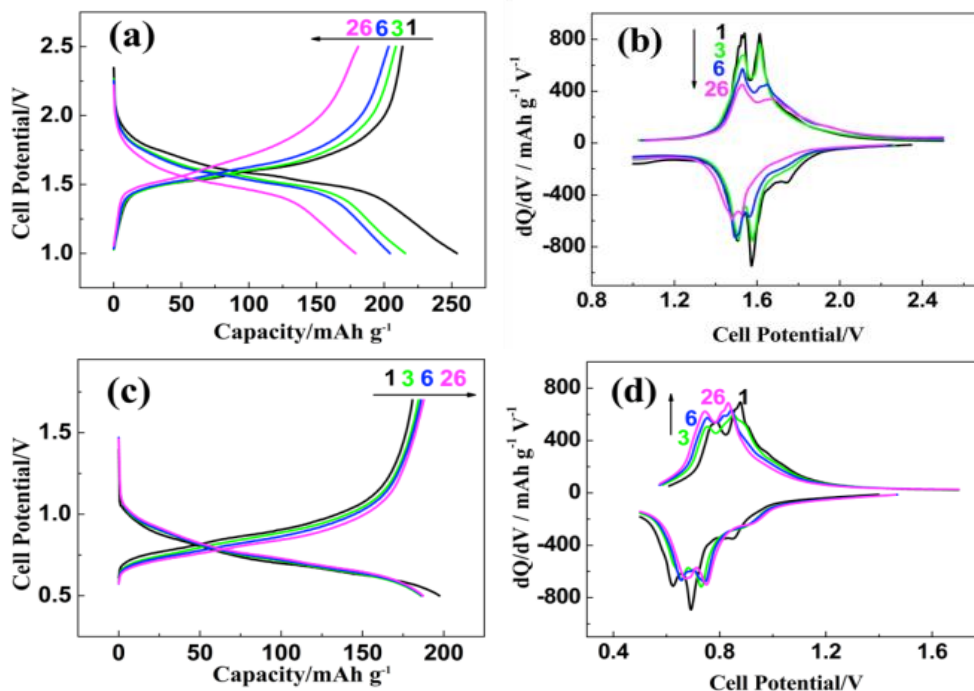 (a)
26 6 3 1
2.5
2.0
1.5
1.0
Cell Potential/V
0 50 100 150 200 250
Capacity/mAh g-1
(b)
1
3
6
26
800
400
0
-400
-800
dQ/dV / mAh g-1 V-1
0.8 1.2 1.6 2.0 2.4
Cell Potential/V
(c)
1 3 6 26
1.5
1.0
0.5
Cell Potential/V
0 50 100 150 200
Capacity/mAh g-1
(d)
26 1
6
3
800
400
0
-400
-800
dQ/dV / mAh g-1 V-1
0.4 0.8 1.2 1.6
Cell Potential/V